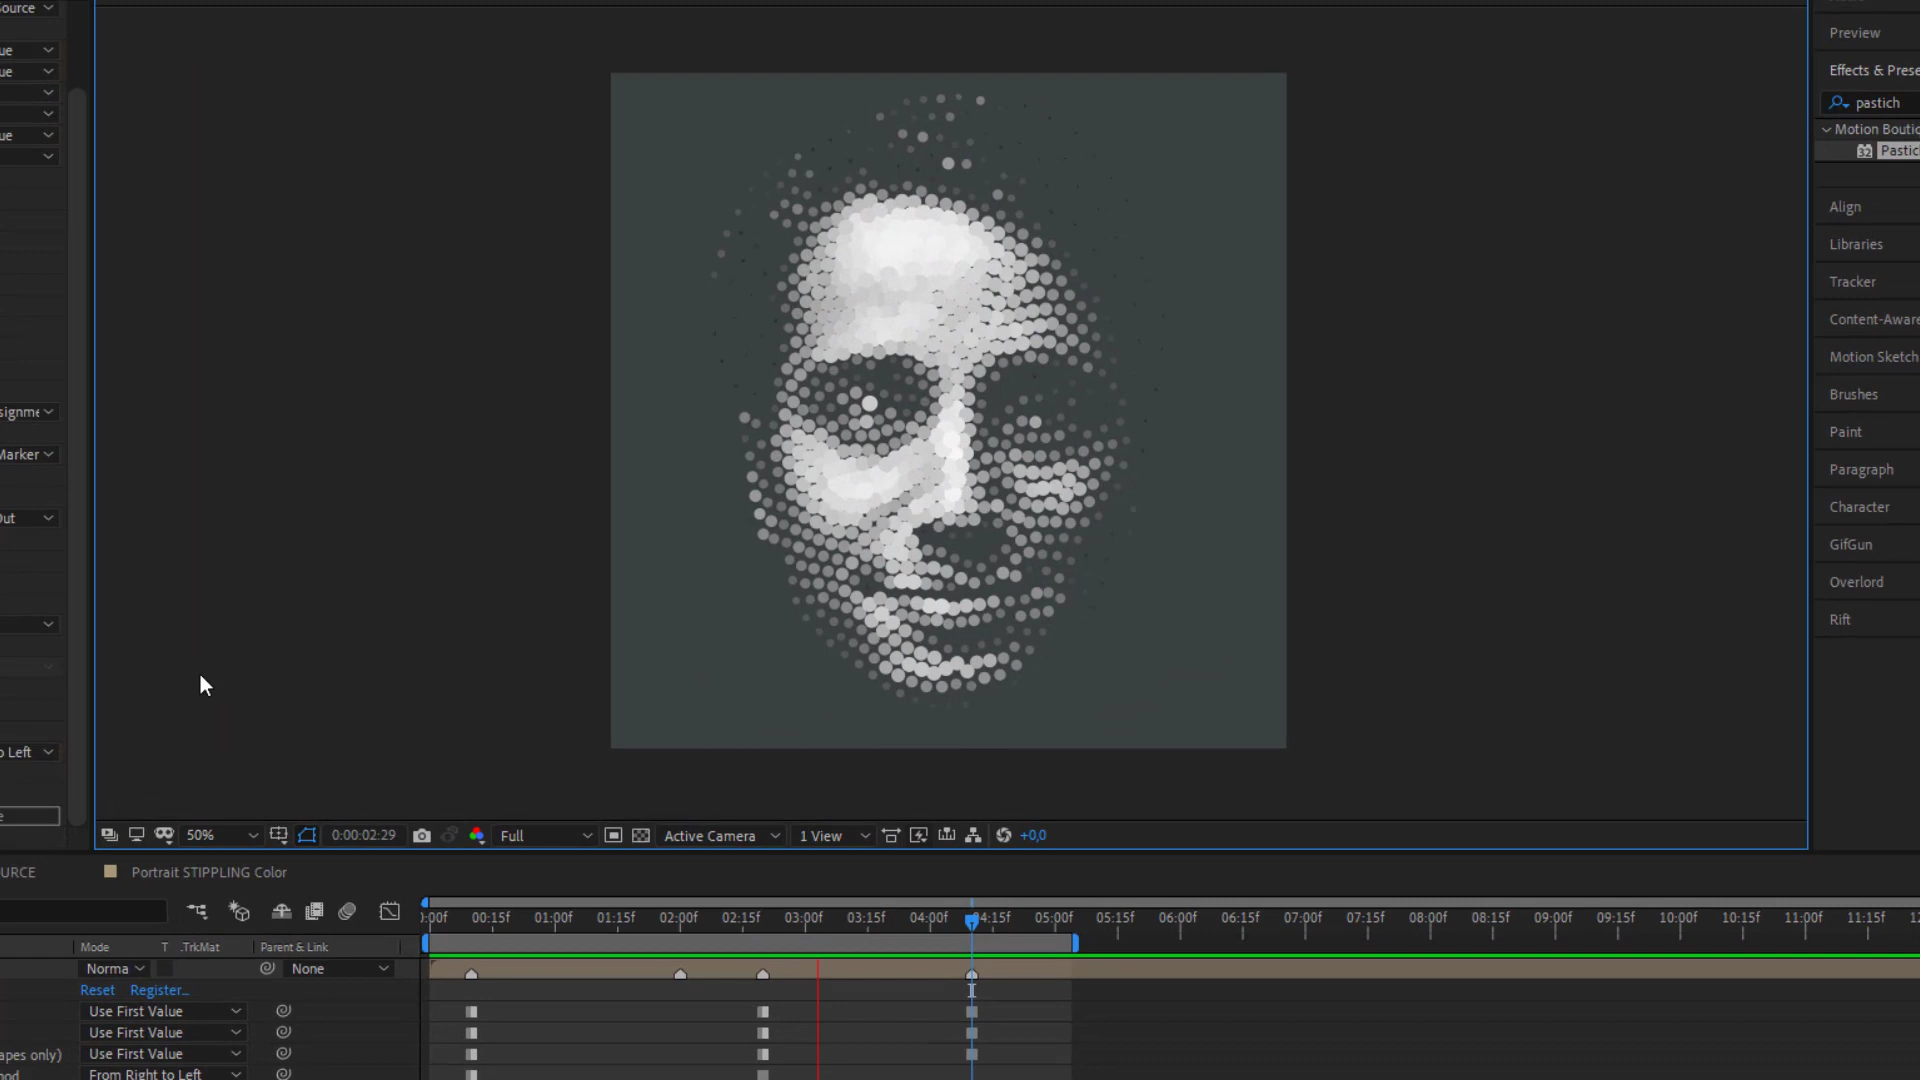 Source
ue
ue
ue
signme
Marker
Out
o Left
e
Preview
Effects & Prese
pastich
Motion Boutic
32 Pastic
Align
Libraries
Tracker
Content-Aware
Motion Sketch
Brushes
Paint
Paragraph
Character
GifGun
Overlord
Rift
50% 0:00:02:29 Full Active Camera 1 View +0,0
URCE Portrait STIPPLING Color
0:00f 00:15f 01:00f 01:15f 02:00f 02:15f 03:00f 03:15f 04:00f 04:15f 05:00f 05:15f 06:00f 06:15f 07:00f 07:15f 08:00f 08:15f 09:00f 09:15f 10:00f 10:15f 11:00f 11:15f 12
Mode T .TrkMat Parent & Link
Norma None
Reset Register...
Use First Value
Use First Value
apes only) Use First Value
nod From Right to Left